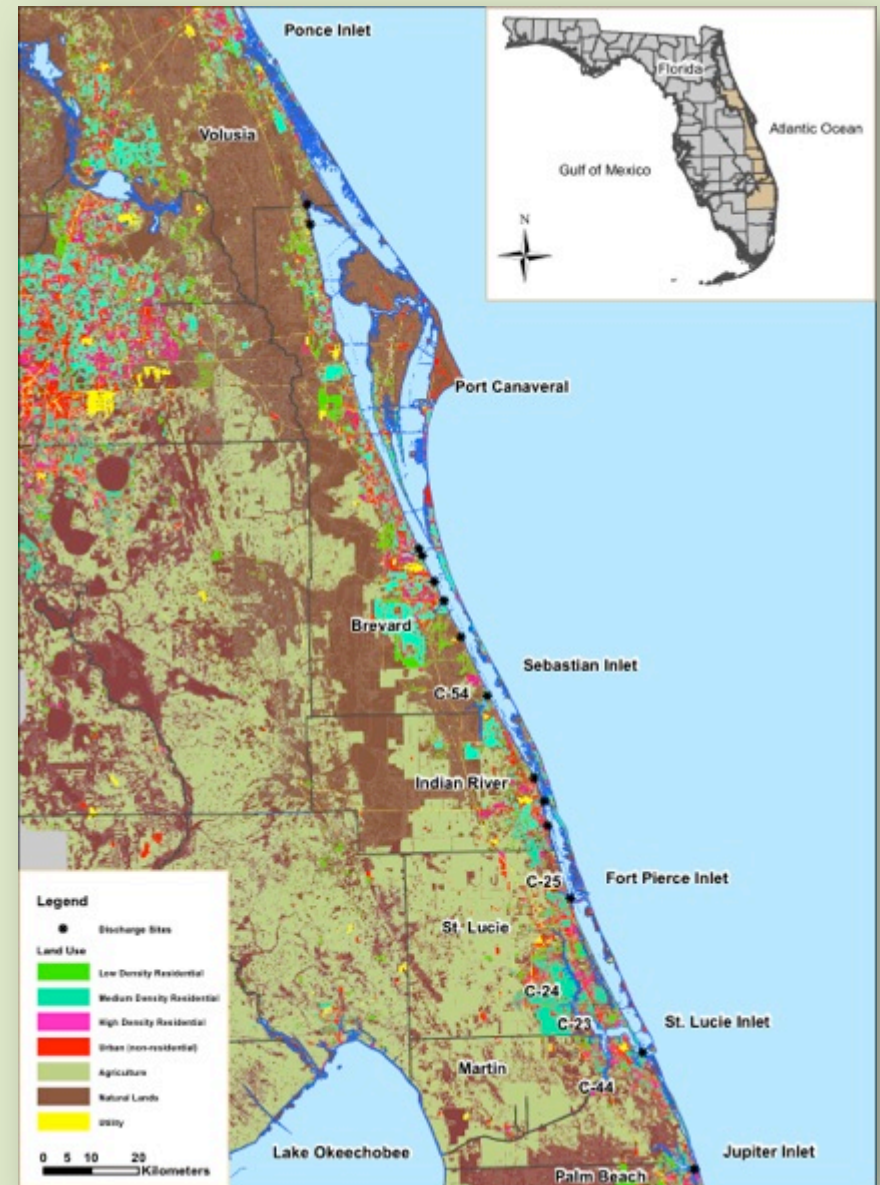 Ponce Inlet
Volusia
Florida
Atlantic Ocean
Gulf of Mexico
N
Port Canaveral
Brevard
Sebastian Inlet
C-54
Indian River
C-25
Fort Pierce Inlet
St. Lucie
C-24
C-23
St. Lucie Inlet
Martin
C-44
Lake Okeechobee
Jupiter Inlet
Palm Beach
Legend
Discharge Sites
Land Use
Low Density Residential
Medium Density Residential
High Density Residential
Urban (non-residential)
Agriculture
Natural Lands
Utility
0 5 10 20
Kilometers